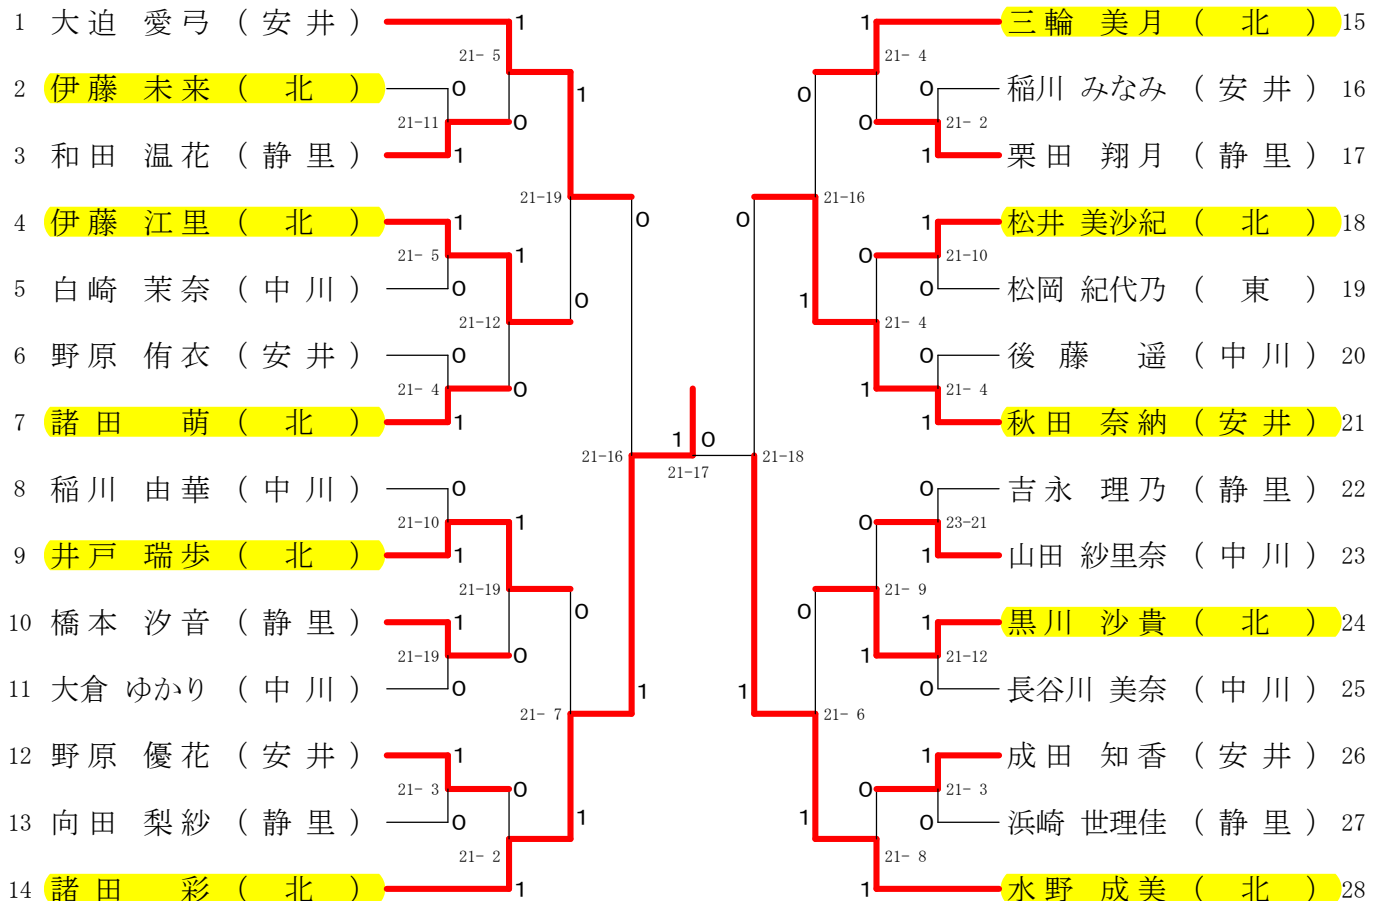 1 大迫 愛弓 ( 安井 ) 1 1 三輪 美月 ( 北 ) 15
21- 5 21- 4
2 伊藤 未来 ( 北 ) 0 1 0 0 稲川 みなみ ( 安井 ) 16
21-11 0 0 21- 2
3 和田 温花 ( 静里 ) 1 1 栗田 翔月 ( 静里 ) 17
21-19 21-16
4 伊藤 江里 ( 北 ) 1 0 0 1 松井 美沙紀 ( 北 ) 18
21- 5 1 0 21-10
5 白崎 茉奈 ( 中川 ) 0 0 1 0 松岡 紀代乃 ( 東 ) 19
21-12 21- 4
6 野原 侑衣 ( 安井 ) 0 0 後藤 遥 ( 中川 ) 20
21- 4 0 1 21- 4
7 諸田 萌 ( 北 ) 1 1 秋田 奈納 ( 安井 ) 21
1 0
21-16 21-17 21-18
8 稲川 由華 ( 中川 ) 0 0 吉永 理乃 ( 静里 ) 22
21-10 1 0 23-21
9 井戸 瑞歩 ( 北 ) 1 1 山田 紗里奈 ( 中川 ) 23
21-19 21- 9
10 橋本 汐音 ( 静里 ) 1 0 0 1 黒川 沙貴 ( 北 ) 24
21-19 0 1 21-12
11 大倉 ゆかり ( 中川 ) 0 1 1 0 長谷川 美奈 ( 中川 ) 25
21- 7 21- 6
12 野原 優花 ( 安井 ) 1 1 成田 知香 ( 安井 ) 26
21- 3 0 0 21- 3
13 向田 梨紗 ( 静里 ) 0 1 1 0 浜崎 世理佳 ( 静里 ) 27
21- 2 21- 8
14 諸田 彩 ( 北 ) 1 1 水野 成美 ( 北 ) 28